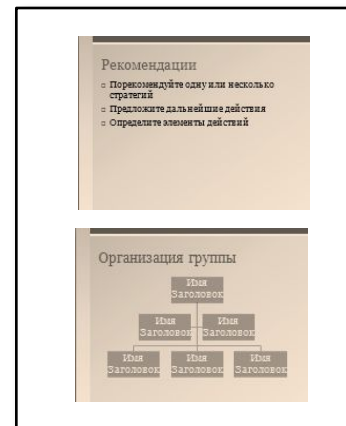 Рекомендации
▫ Порекомендуйте одну или несколько
стратегий
▫ Предложите дальнейшие действия
▫ Определите элементы действий
Организация группы
Имя
Заголовок
Имя
Заголовок
Имя
Заголовок
Имя
Заголовок
Имя
Заголовок
Имя
Заголовок